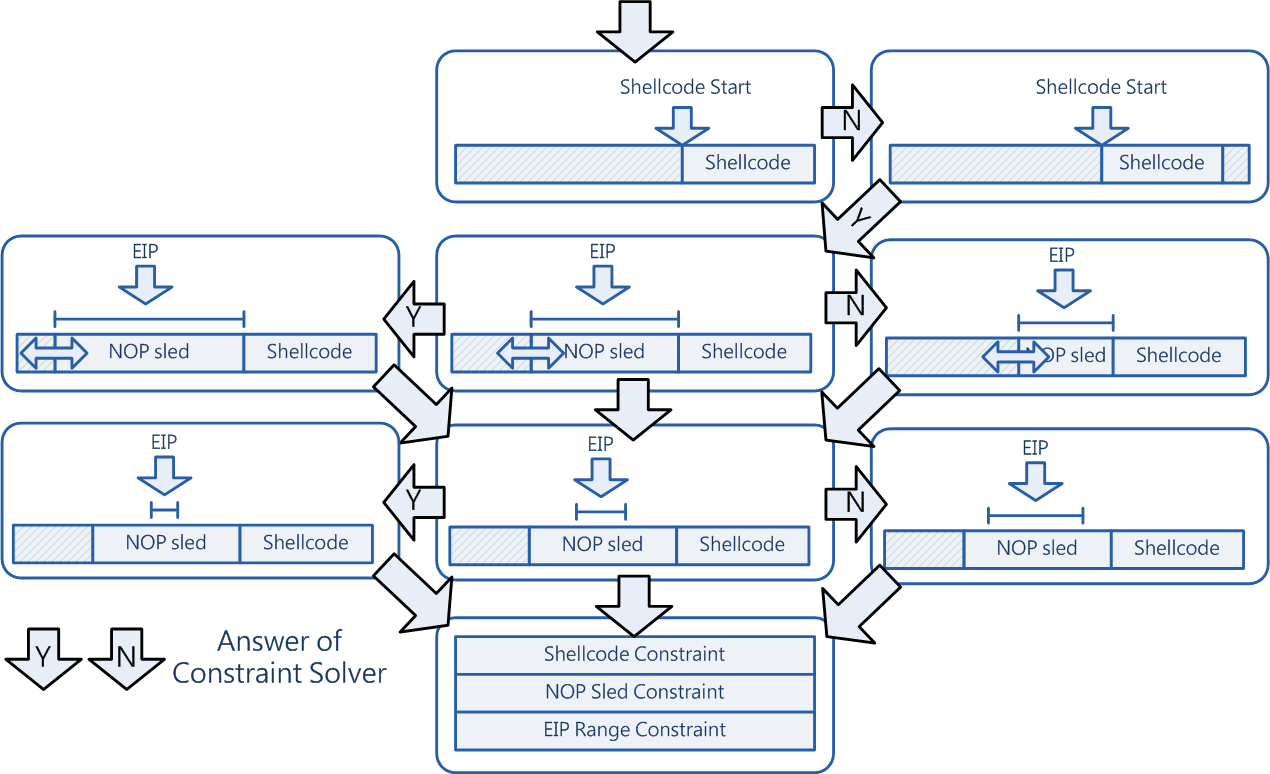 Shellcode Start
Shellcode
N
Shellcode Start
Shellcode
Y
EIP
NOP sled
Shellcode
Y
EIP
NOP sled
Shellcode
N
EIP
sled
Shellcode
EIP
NOP sled
Shellcode
Y
EIP
NOP sled
Shellcode
N
EIP
NOP sled
Shellcode
Y
N
Answer of
Constraint Solver
Shellcode Constraint
NOP Sled Constraint
EIP Range Constraint